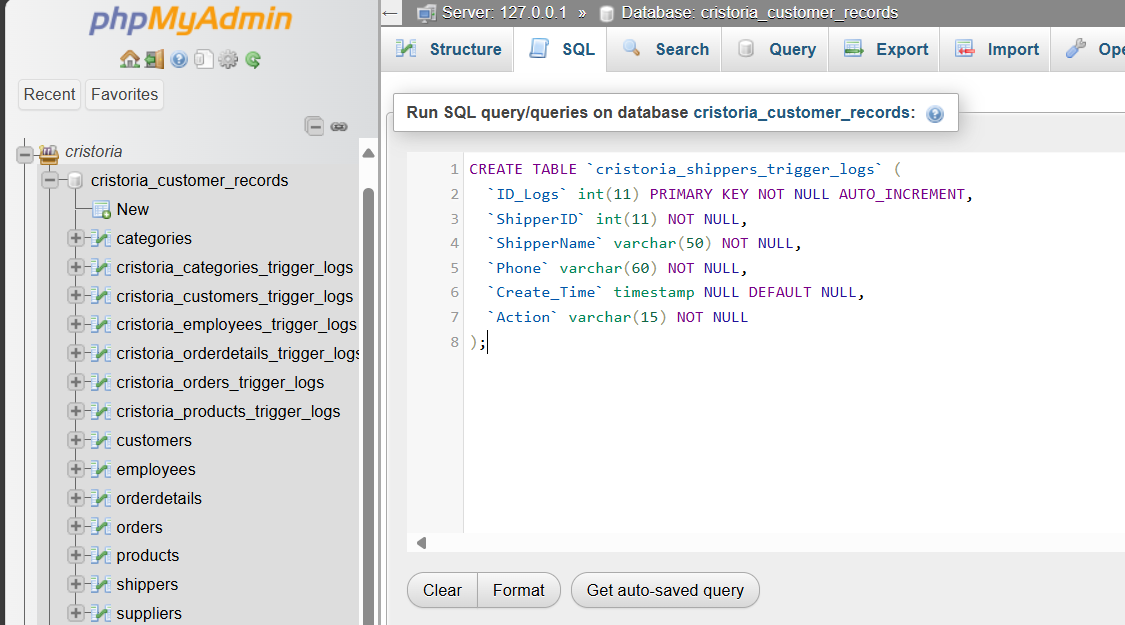 phpMyAdmin
Recent
Favorites
cristoria
cristoria_customer_records
New
categories
cristoria_categories_trigger_logs
cristoria_customers_trigger_logs
cristoria_employees_trigger_logs
cristoria_orderdetails_trigger_logs
cristoria_orders_trigger_logs
cristoria_products_trigger_logs
customers
employees
orderdetails
orders
products
shippers
suppliers
Server: 127.0.0.1 » Database: cristoria_customer_records
Structure
SQL
Search
Query
Export
Import
Ope
Run SQL query/queries on database cristoria_customer_records:
1 CREATE TABLE `cristoria_shippers_trigger_logs` (
2 `ID_Logs` int(11) PRIMARY KEY NOT NULL AUTO_INCREMENT,
3 `ShipperID` int(11) NOT NULL,
4 `ShipperName` varchar(50) NOT NULL,
5 `Phone` varchar(60) NOT NULL,
6 `Create_Time` timestamp NULL DEFAULT NULL,
7 `Action` varchar(15) NOT NULL
8 );
Clear
Format
Get auto-saved query